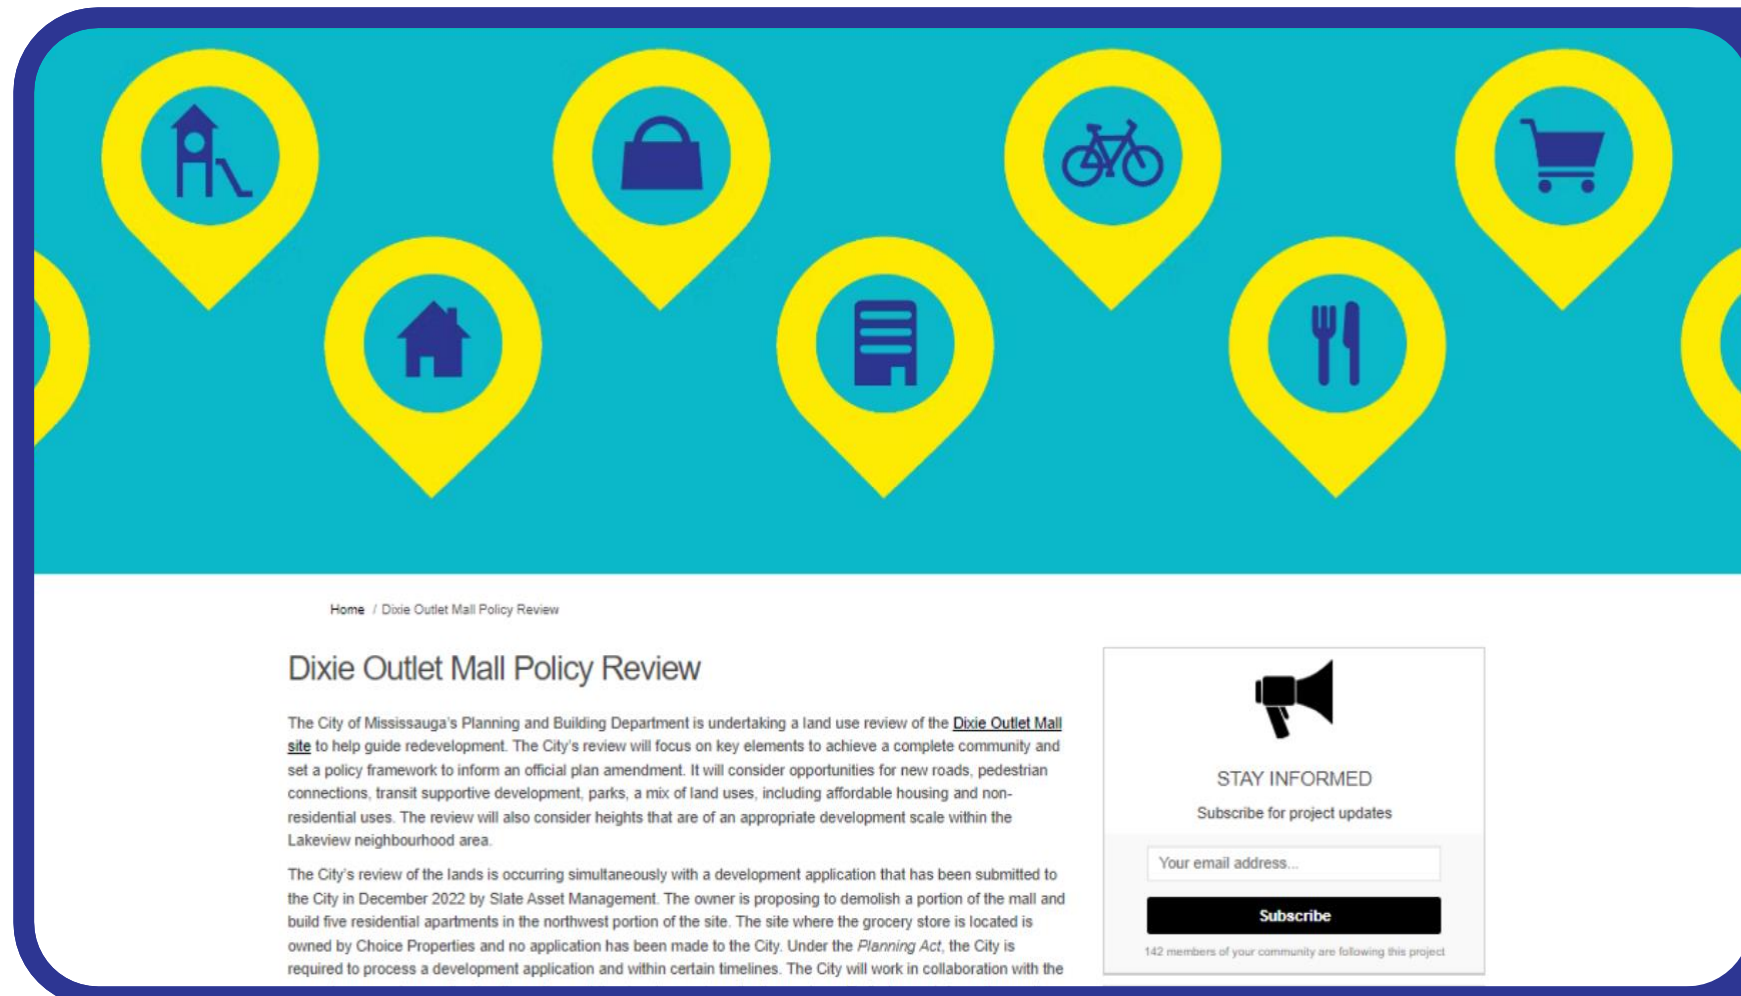 Home / Dixie Outlet Mall Policy Review
Dixie Outlet Mall Policy Review
The City of Mississauga's Planning and Building Department is undertaking a land use review of the Dixie Outlet Mall
site to help guide redevelopment. The City's review will focus on key elements to achieve a complete community and
set a policy framework to inform an official plan amendment. It will consider opportunities for new roads, pedestrian
connections, transit supportive development, parks, a mix of land uses, including affordable housing and non-
residential uses. The review will also consider heights that are of an appropriate development scale within the
Lakeview neighbourhood area.
The City's review of the lands is occurring simultaneously with a development application that has been submitted to
the City in December 2022 by Slate Asset Management. The owner is proposing to demolish a portion of the mall and
build five residential apartments in the northwest portion of the site. The site where the grocery store is located is
owned by Choice Properties and no application has been made to the City. Under the Planning Act, the City is
required to process a development application and within certain timelines. The City will work in collaboration with the
STAY INFORMED
Subscribe for project updates
Your email address...
Subscribe
142 members of your community are following this project